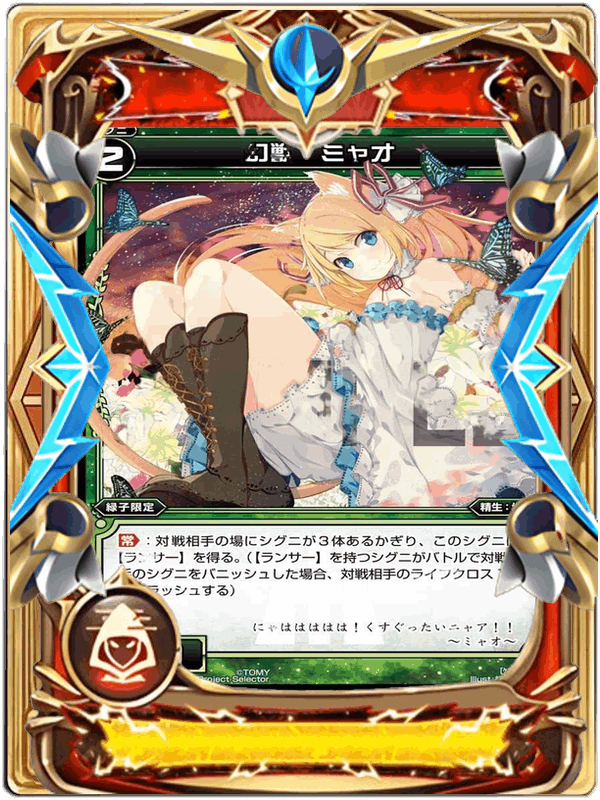 2
幻獣 ミャオ
緑子限定
精生:
常:対戦相手の場にシグニが3体あるかぎり、このシグニ
【ランサー】を得る。(【ランサー】を持つシグニがバトルで対戦
のシグニをバニッシュした場合、対戦相手のライフクロス
ラッシュする)
にゃはははは!くすぐったいニャア!!
~ミャオ~
©TOMY
Project Selector
Illust